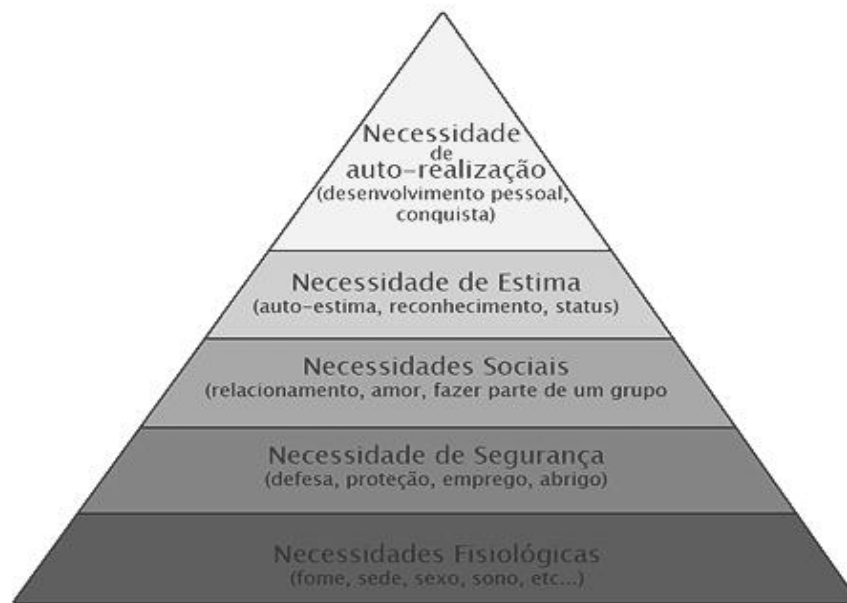 Necessidade
de
auto-realização
(desenvolvimento pessoal,
conquista)
Necessidade de Estima
(auto-estima, reconhecimento, status)
Necessidades Sociais
(relacionamento, amor, fazer parte de um grupo
Necessidade de Segurança
(defesa, proteção, emprego, abrigo)
Necessidades Fisiológicas
(fome, sede, sexo, sono, etc...)